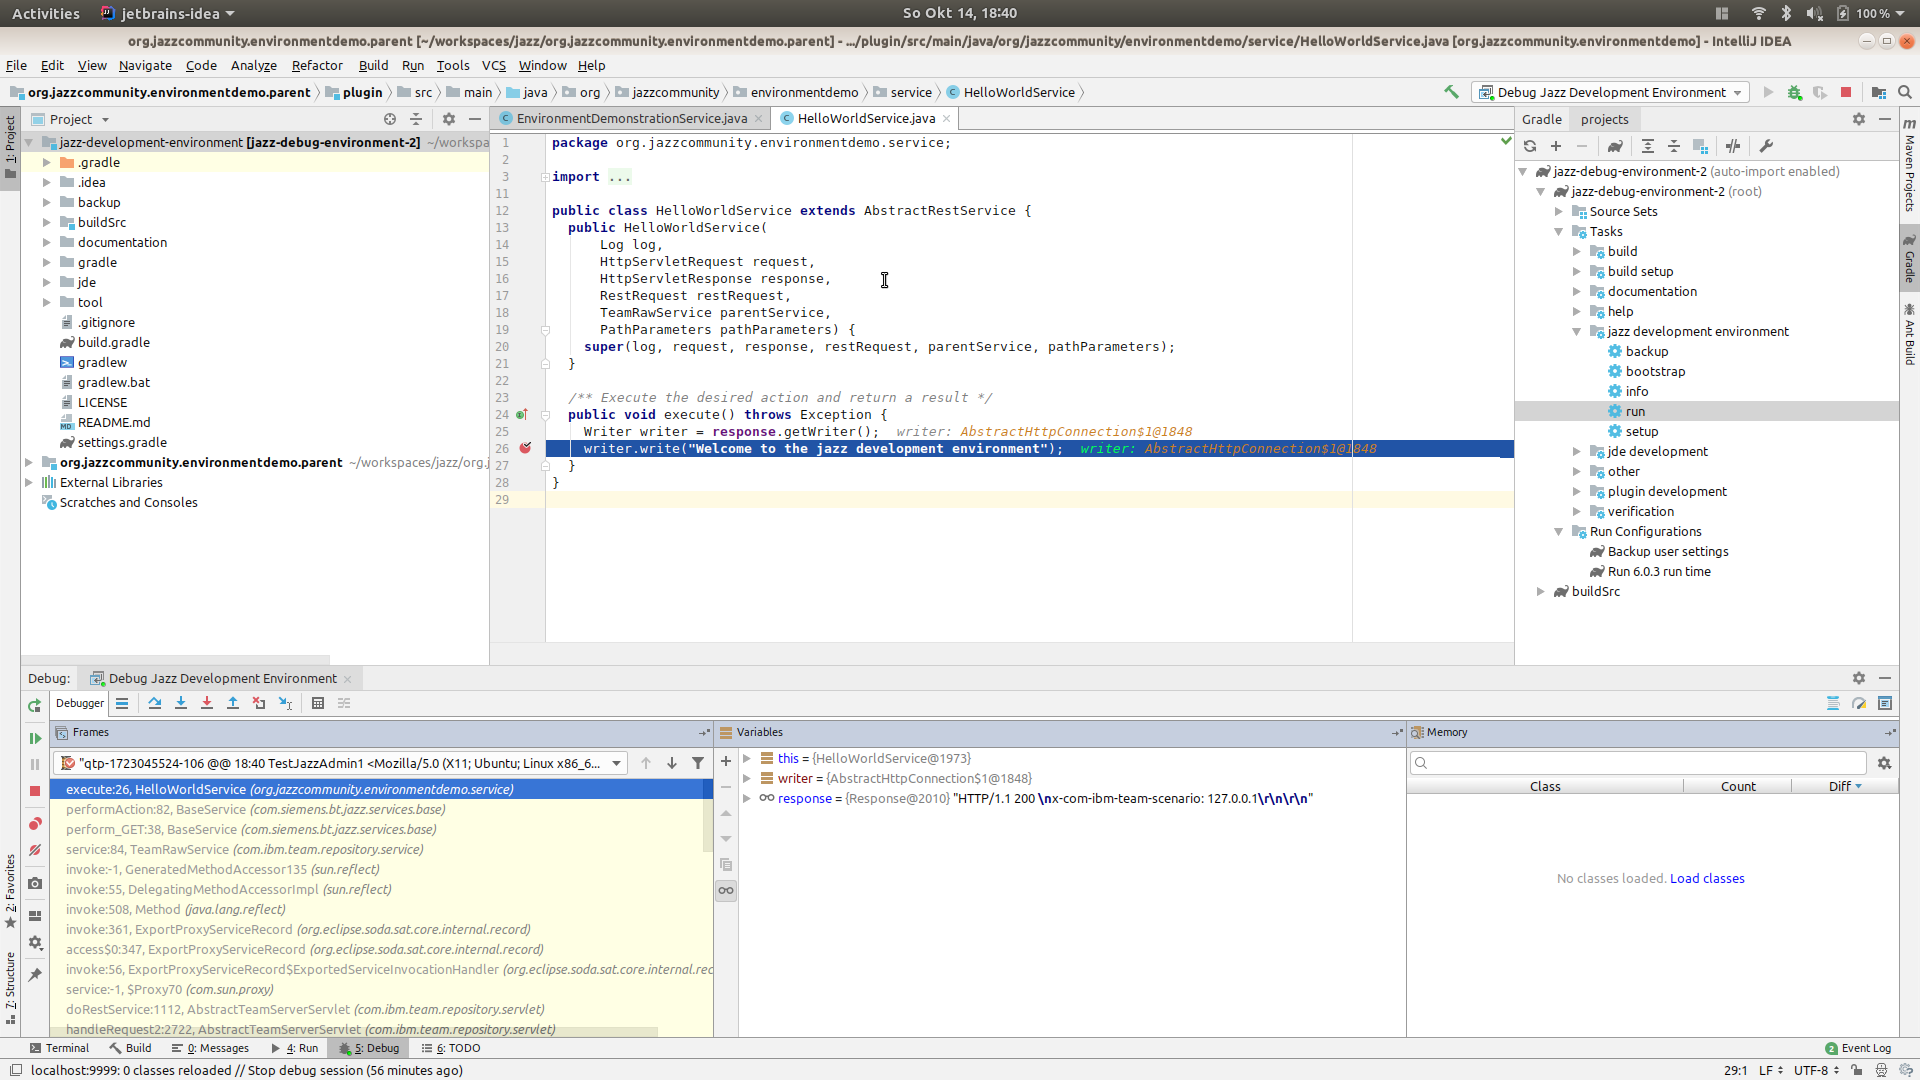 Activities jetbrains-idea So Okt 14, 18:40 100 %
org.jazzcommunity.environmentdemo.parent [~/workspaces/jazz/org.jazzcommunity.environmentdemo.parent] - .../plugin/src/main/java/org/jazzcommunity/environmentdemo/service/HelloWorldService.java [org.jazzcommunity.environmentdemo] - IntelliJ IDEA
File Edit View Navigate Code Analyze Refactor Build Run Tools VCS Window Help
org.jazzcommunity.environmentdemo.parent plugin src main java org jazzcommunity environmentdemo service HelloWorldService Debug Jazz Development Environment
1: Project
2: Favorites
7: Structure
Project
jazz-development-environment [jazz-debug-environment-2] ~/workspa
.gradle
.idea
backup
buildSrc
documentation
gradle
jde
tool
.gitignore
build.gradle
gradlew
gradlew.bat
LICENSE
README.md
settings.gradle
org.jazzcommunity.environmentdemo.parent ~/workspaces/jazz/org.j
External Libraries
Scratches and Consoles
EnvironmentDemonstrationService.java HelloWorldService.java
1 package org.jazzcommunity.environmentdemo.service;
2
3 import ...
11
12 public class HelloWorldService extends AbstractRestService {
13 public HelloWorldService(
14 Log log,
15 HttpServletRequest request,
16 HttpServletResponse response,
17 RestRequest restRequest,
18 TeamRawService parentService,
19 PathParameters pathParameters) {
20 super(log, request, response, restRequest, parentService, pathParameters);
21 }
22
23 /** Execute the desired action and return a result */
24 public void execute() throws Exception {
25 Writer writer = response.getWriter(); writer: AbstractHttpConnection$1@1848
26 writer.write("Welcome to the jazz development environment"); writer: AbstractHttpConnection$1@1848
27 }
28 }
29
Gradle projects
jazz-debug-environment-2 (auto-import enabled)
jazz-debug-environment-2 (root)
Source Sets
Tasks
build
build setup
documentation
help
jazz development environment
backup
bootstrap
info
run
setup
jde development
other
plugin development
verification
Run Configurations
Backup user settings
Run 6.0.3 run time
buildSrc
Maven Projects
Gradle
Ant Build
Debug: Debug Jazz Development Environment
Debugger
Frames
"qtp-1723045524-106 @@ 18:40 TestJazzAdmin1 <Mozilla/5.0 (X11; Ubuntu; Linux x86_6...
execute:26, HelloWorldService (org.jazzcommunity.environmentdemo.service)
performAction:82, BaseService (com.siemens.bt.jazz.services.base)
perform_GET:38, BaseService (com.siemens.bt.jazz.services.base)
service:84, TeamRawService (com.ibm.team.repository.service)
invoke:-1, GeneratedMethodAccessor135 (sun.reflect)
invoke:55, DelegatingMethodAccessorImpl (sun.reflect)
invoke:508, Method (java.lang.reflect)
invoke:361, ExportProxyServiceRecord (org.eclipse.soda.sat.core.internal.record)
access$0:347, ExportProxyServiceRecord (org.eclipse.soda.sat.core.internal.record)
invoke:56, ExportProxyServiceRecord$ExportedServiceInvocationHandler (org.eclipse.soda.sat.core.internal.rec
service:-1, $Proxy70 (com.sun.proxy)
doRestService:1112, AbstractTeamServerServlet (com.ibm.team.repository.servlet)
handleRequest2:2722, AbstractTeamServerServlet (com.ibm.team.repository.servlet)
Variables
this = {HelloWorldService@1973}
writer = {AbstractHttpConnection$1@1848}
response = {Response@2010} "HTTP/1.1 200 \nx-com-ibm-team-scenario: 127.0.0.1\r\n\r\n"
Memory
Class Count Diff
No classes loaded. Load classes
Terminal Build 0: Messages 4: Run 5: Debug 6: TODO 2 Event Log
localhost:9999: 0 classes reloaded // Stop debug session (56 minutes ago) 29:1 LF UTF-8